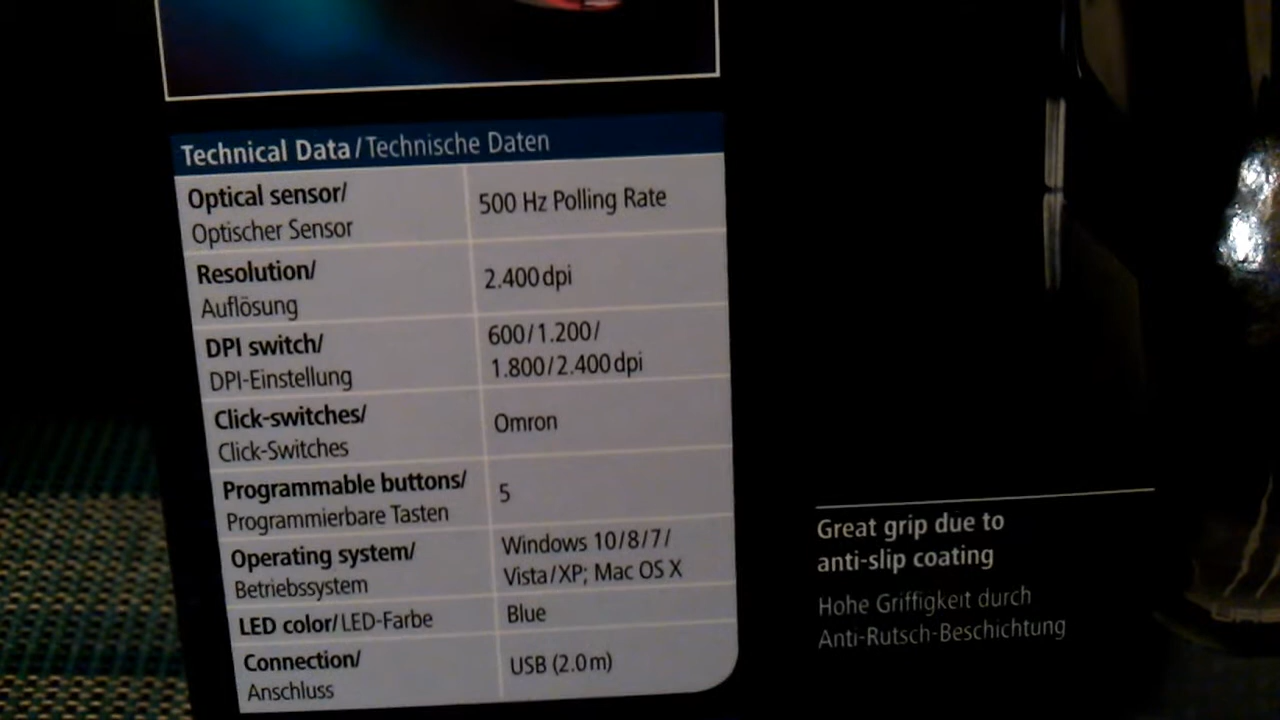 Technical Data/Technische Daten
Optical sensor/
Optischer Sensor
500 Hz Polling Rate
Resolution/
Auflösung
2.400 dpi
DPI switch/
DPI-Einstellung
600/1.200/
1.800/2.400 dpi
Click-switches/
Click-Switches
Omron
Programmable buttons/
Programmierbare Tasten
5
Operating system/
Betriebssystem
Windows 10/8/7/
Vista/XP; Mac OS X
LED color/LED-Farbe
Blue
Connection/
Anschluss
USB (2.0 m)
Great grip due to
anti-slip coating
Hohe Griffigkeit durch
Anti-Rutsch-Beschichtung